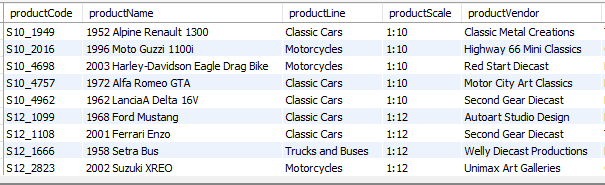 productCode productName productLine productScale productVendor
S10_1949 1952 Alpine Renault 1300 Classic Cars 1:10 Classic Metal Creations
S10_2016 1996 Moto Guzzi 1100i Motorcycles 1:10 Highway 66 Mini Classics
S10_4698 2003 Harley-Davidson Eagle Drag Bike Motorcycles 1:10 Red Start Diecast
S10_4757 1972 Alfa Romeo GTA Classic Cars 1:10 Motor City Art Classics
S10_4962 1962 LanciaA Delta 16V Classic Cars 1:10 Second Gear Diecast
S12_1099 1968 Ford Mustang Classic Cars 1:12 Autoart Studio Design
S12_1108 2001 Ferrari Enzo Classic Cars 1:12 Second Gear Diecast
S12_1666 1958 Setra Bus Trucks and Buses 1:12 Welly Diecast Productions
S12_2823 2002 Suzuki XREO Motorcycles 1:12 Unimax Art Galleries